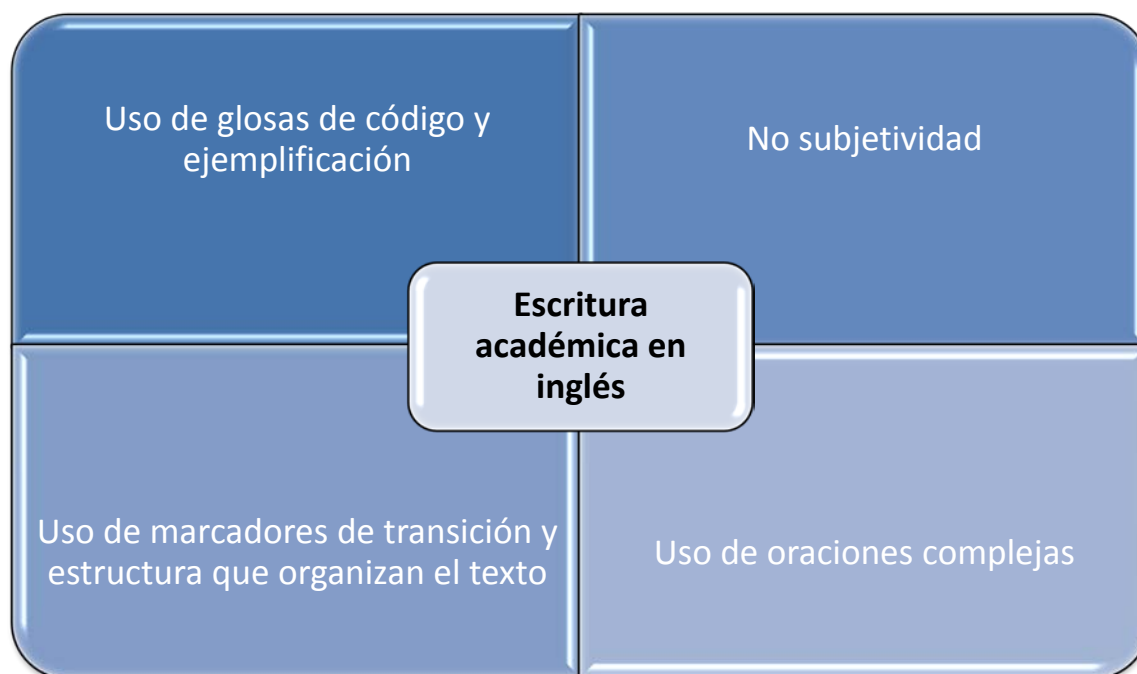 Uso de glosas de código y
ejemplificación
No subjetividad
Escritura
académica en
inglés
Uso de marcadores de transición y
estructura que organizan el texto
Uso de oraciones complejas